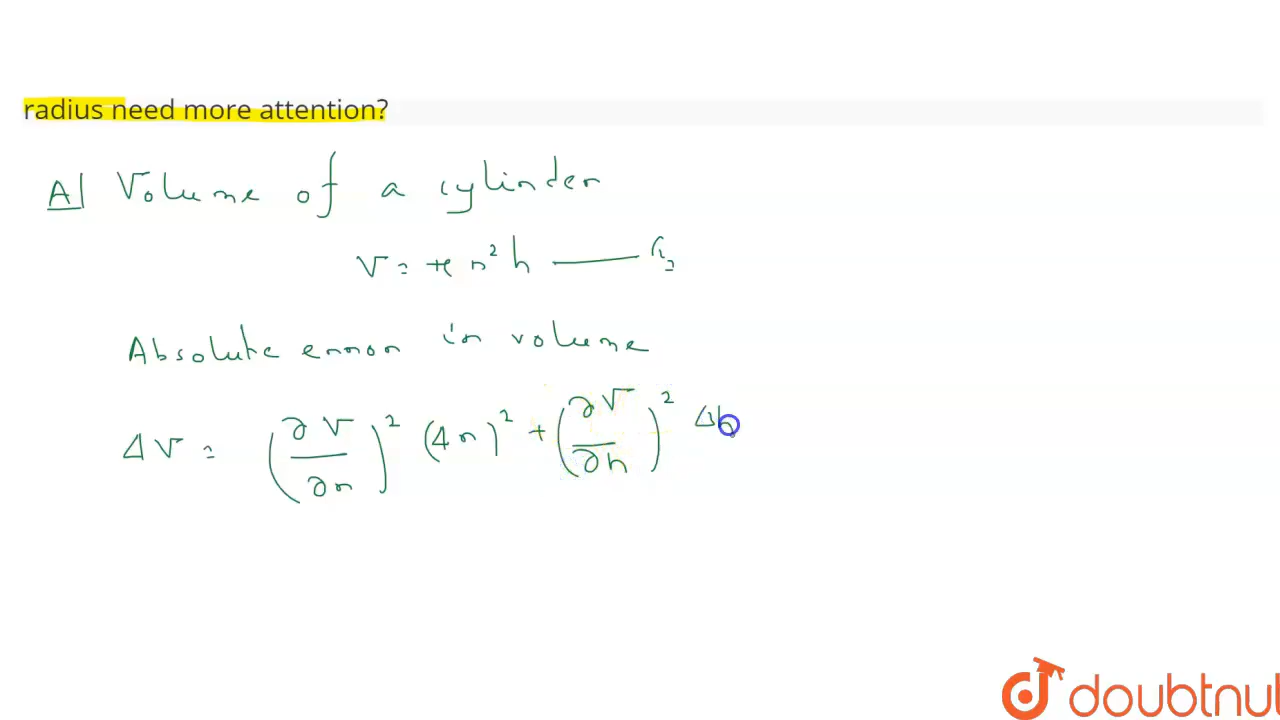 radius need more attention?
A| Volume of a cylinder
V = π r² h —— (1)
Absolute error in volume
ΔV = (∂V/∂r)² (Δr)² + (∂V/∂h)² Δh
doubtnut